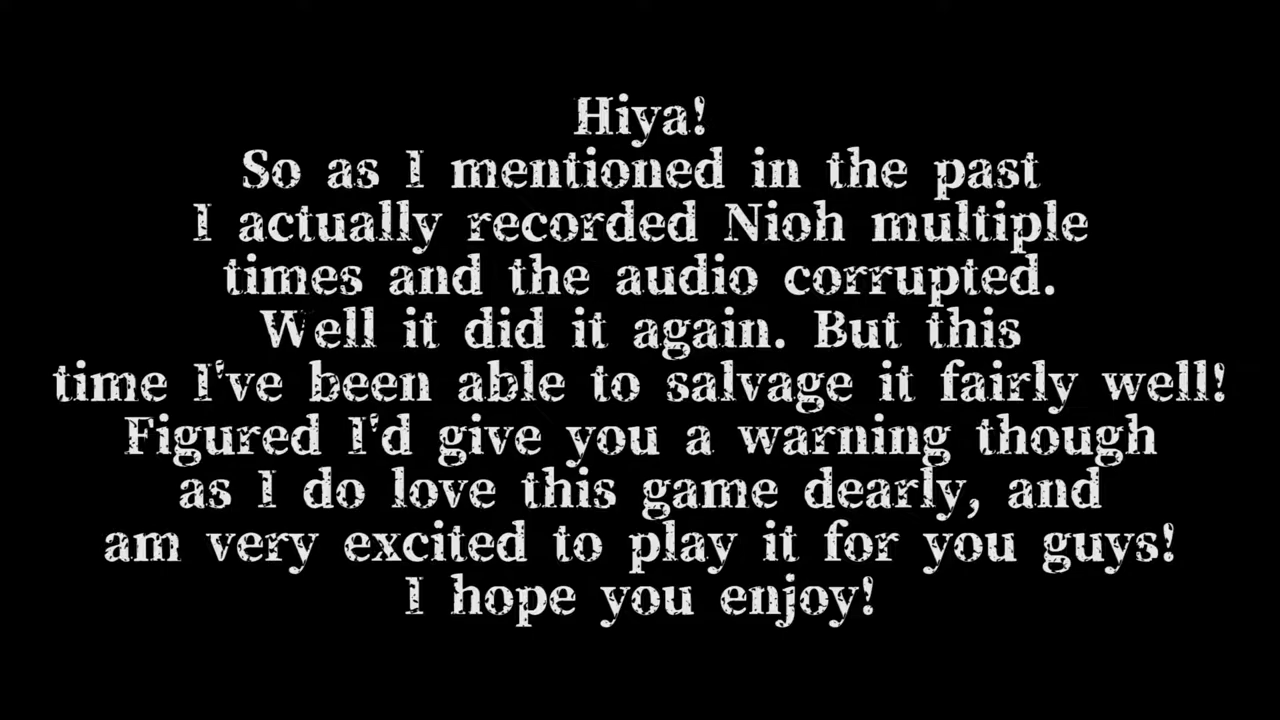 Hiya!
So as I mentioned in the past
I actually recorded Nioh multiple
times and the audio corrupted.
Well it did it again. But this
time I've been able to salvage it fairly well!
Figured I'd give you a warning though
as I do love this game dearly, and
am very excited to play it for you guys!
I hope you enjoy!